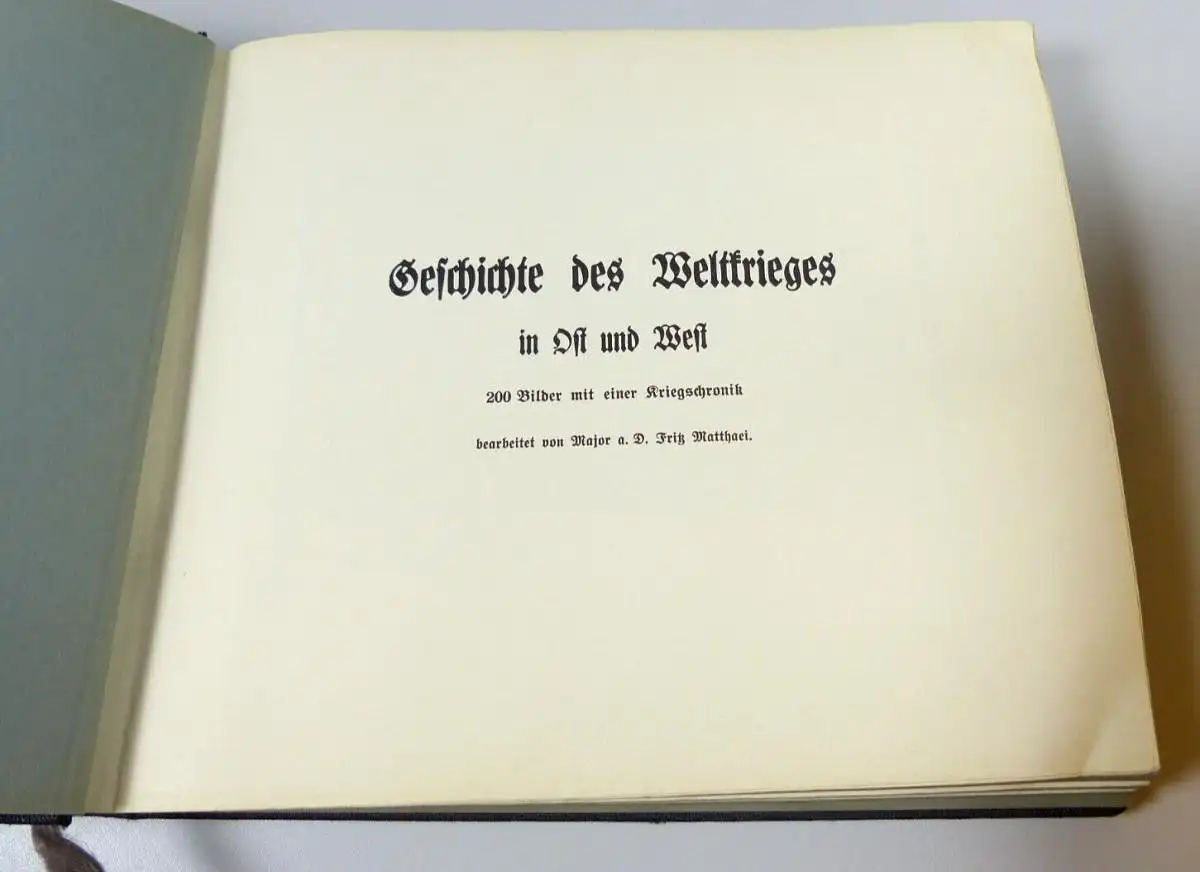 Geſchichte des Weltkrieges
in Oſt und Weſt
200 Bilder mit einer Kriegschronik
bearbeitet von Major a. D. Fritz Matthaei.